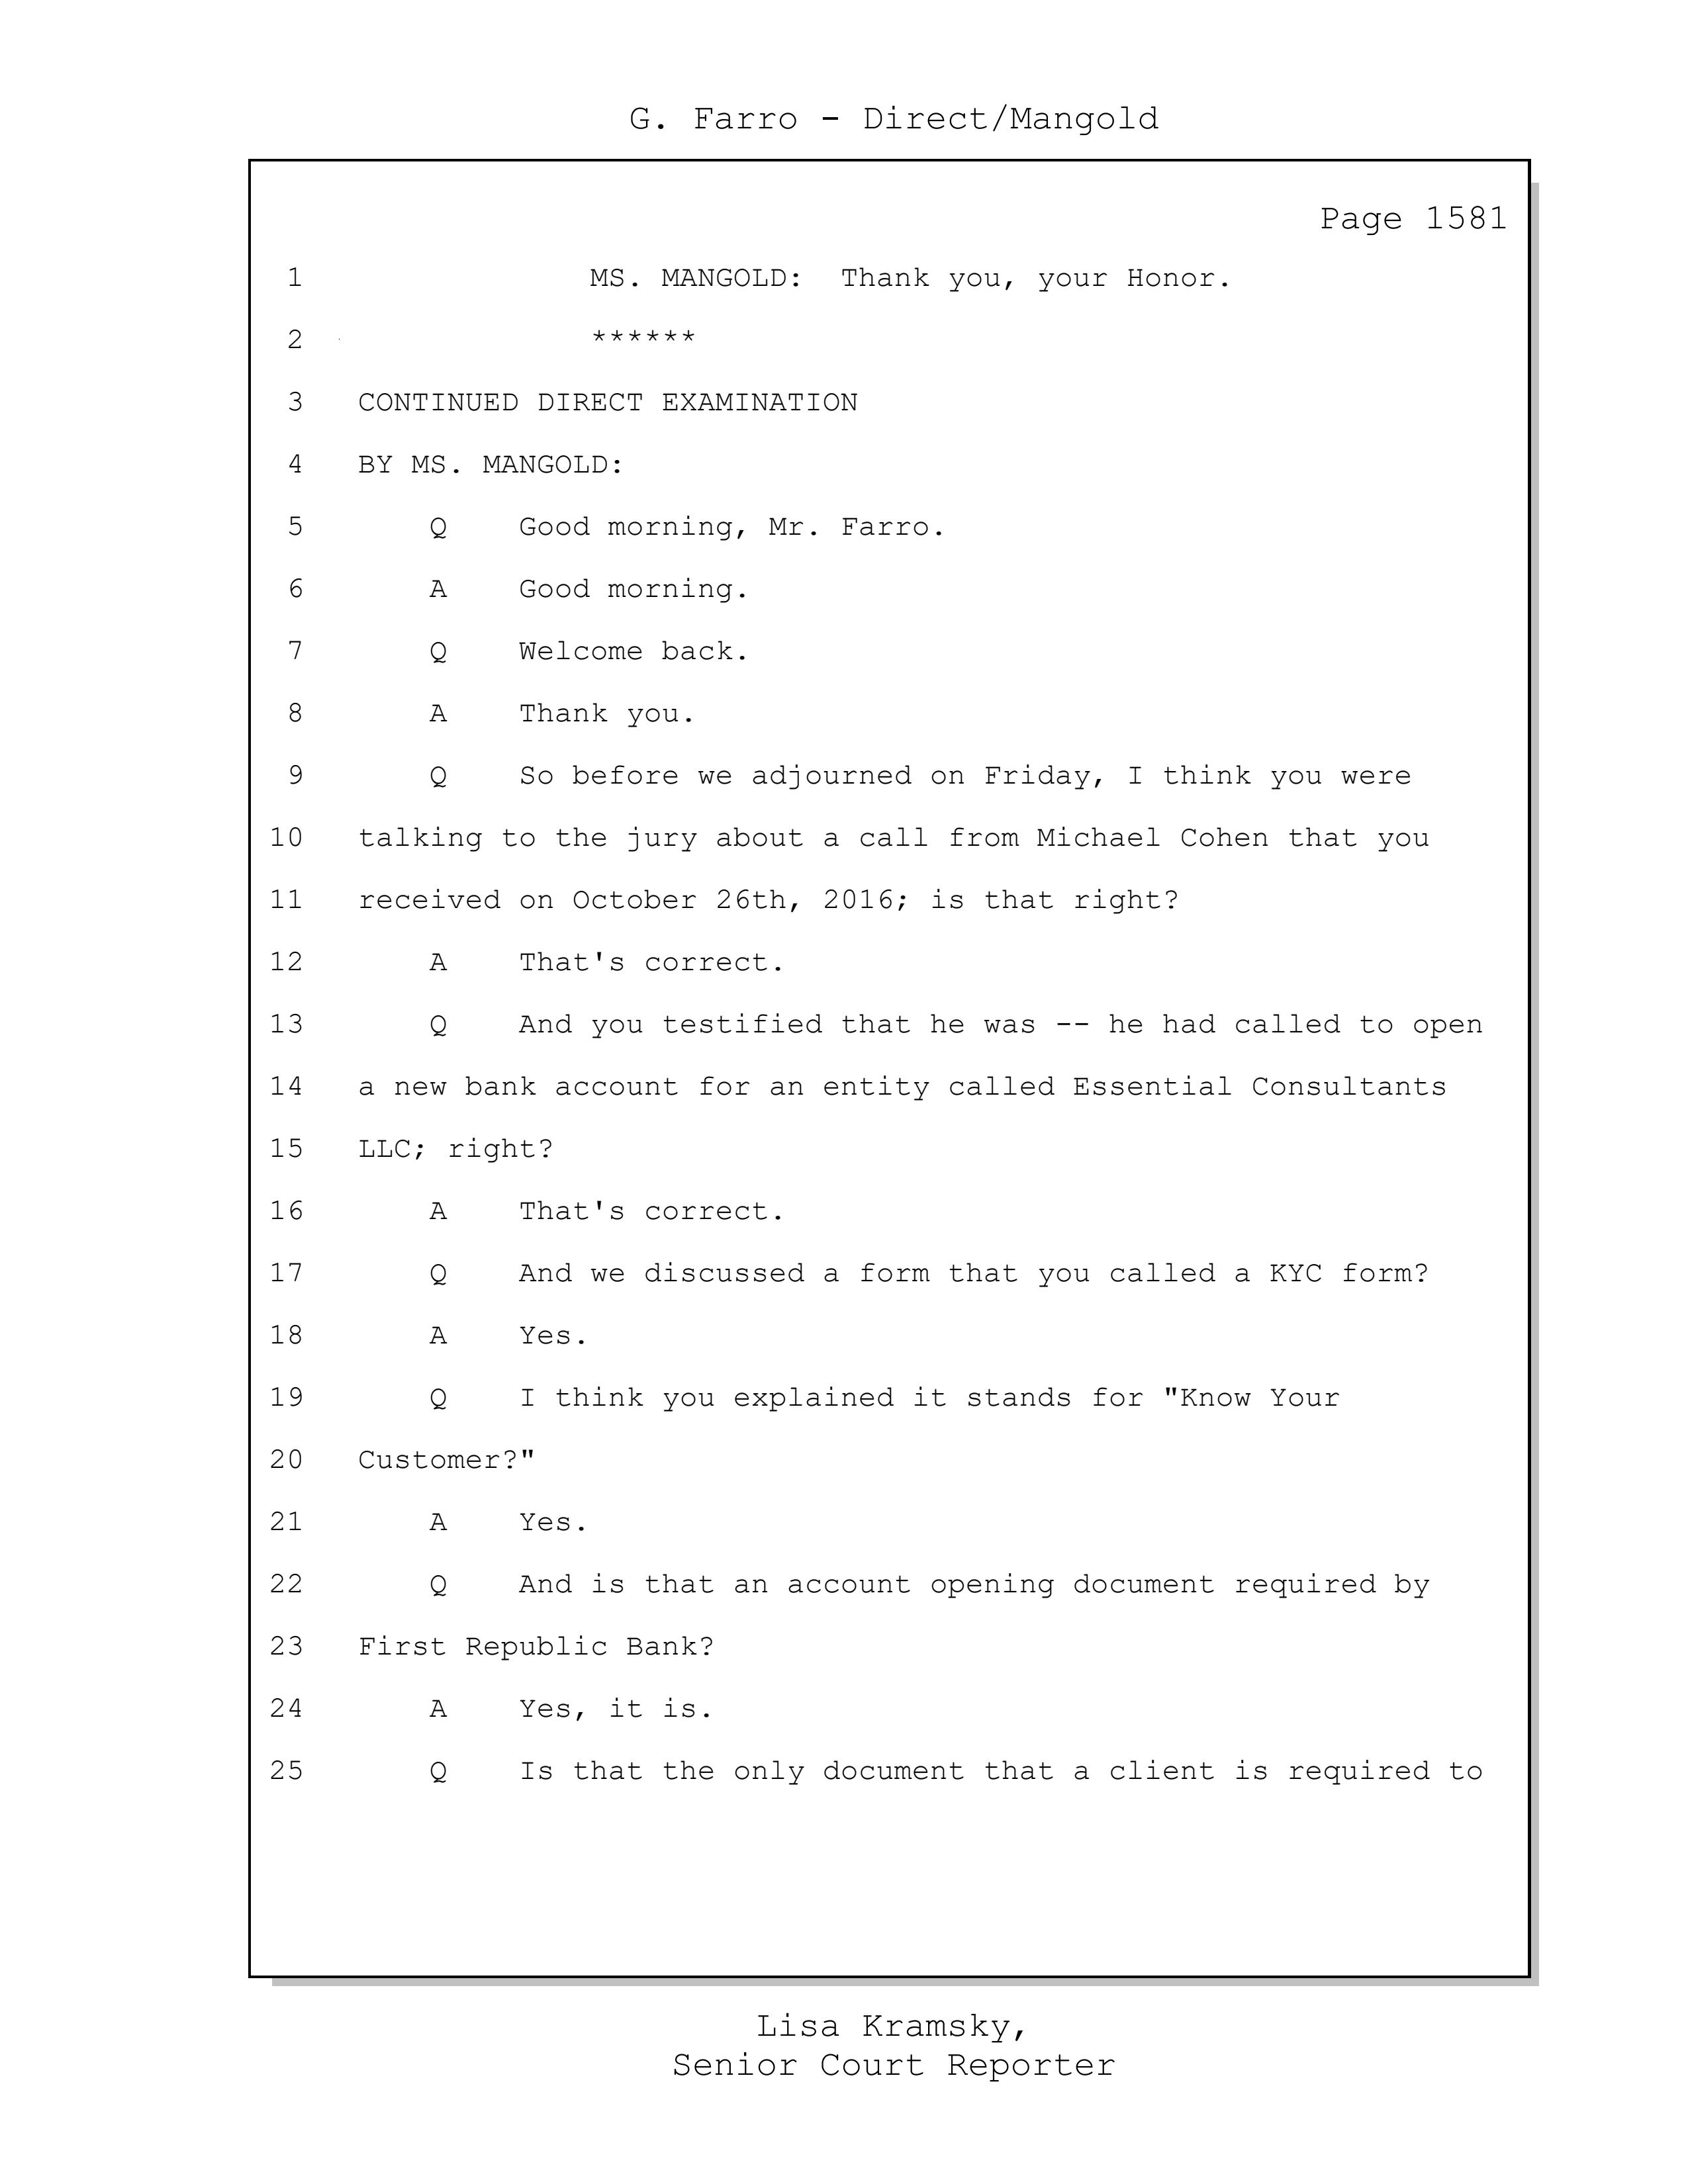 G. Farro - Direct/Mangold
Page 1581
1 MS. MANGOLD: Thank you, your Honor.
2 ******
3 CONTINUED DIRECT EXAMINATION
4 BY MS. MANGOLD:
5 Q Good morning, Mr. Farro.
6 A Good morning.
7 Q Welcome back.
8 A Thank you.
9 Q So before we adjourned on Friday, I think you were
10 talking to the jury about a call from Michael Cohen that you
11 received on October 26th, 2016; is that right?
12 A That's correct.
13 Q And you testified that he was -- he had called to open
14 a new bank account for an entity called Essential Consultants
15 LLC; right?
16 A That's correct.
17 Q And we discussed a form that you called a KYC form?
18 A Yes.
19 Q I think you explained it stands for "Know Your
20 Customer?"
21 A Yes.
22 Q And is that an account opening document required by
23 First Republic Bank?
24 A Yes, it is.
25 Q Is that the only document that a client is required to
Lisa Kramsky,
Senior Court Reporter